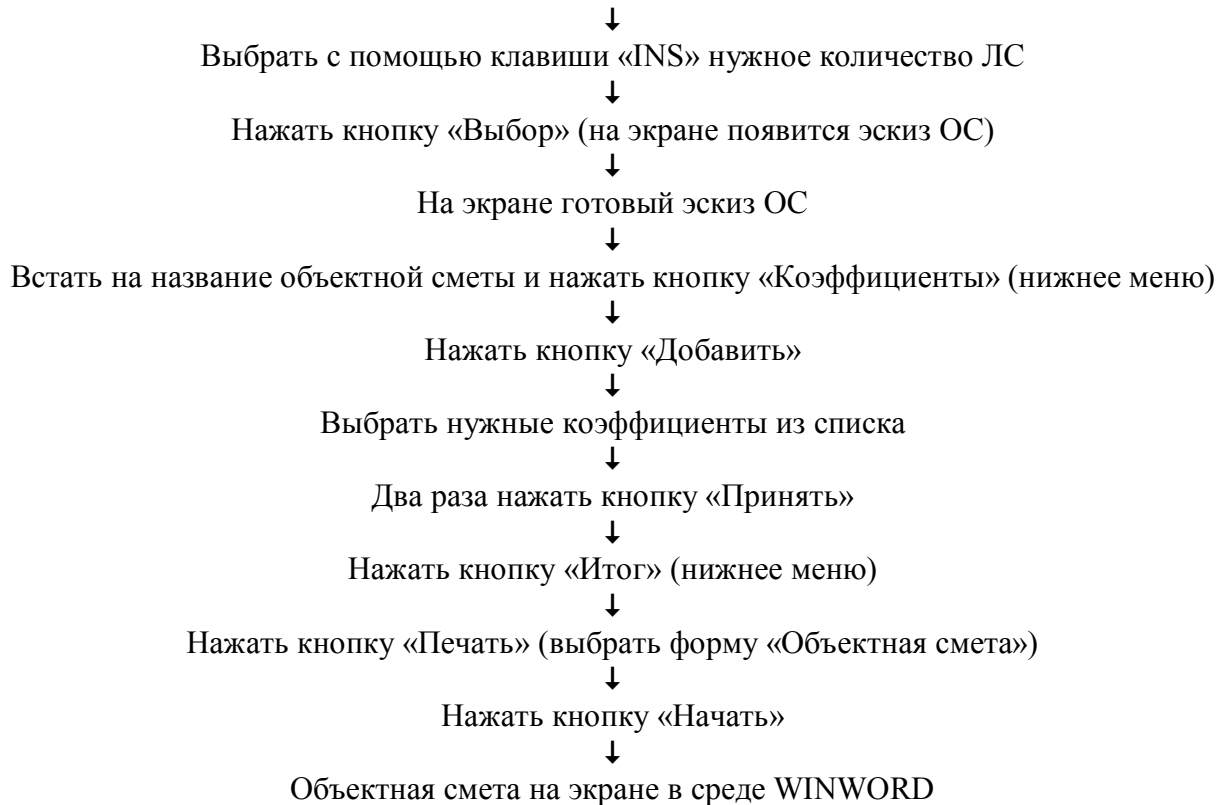 ↓
Выбрать с помощью клавиши «INS» нужное количество ЛС
↓
Нажать кнопку «Выбор» (на экране появится эскиз ОС)
↓
На экране готовый эскиз ОС
↓
Встать на название объектной сметы и нажать кнопку «Коэффициенты» (нижнее меню)
↓
Нажать кнопку «Добавить»
↓
Выбрать нужные коэффициенты из списка
↓
Два раза нажать кнопку «Принять»
↓
Нажать кнопку «Итог» (нижнее меню)
↓
Нажать кнопку «Печать» (выбрать форму «Объектная смета»)
↓
Нажать кнопку «Начать»
↓
Объектная смета на экране в среде WINWORD